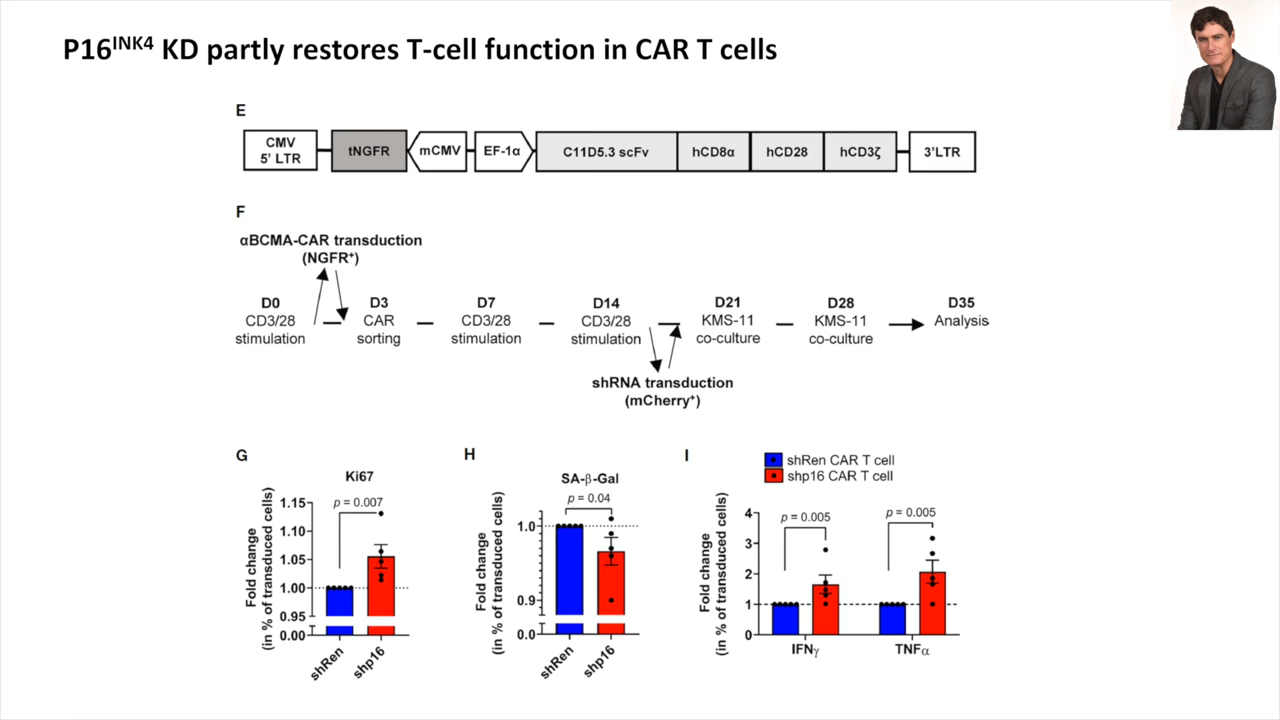 P16INK4 KD partly restores T-cell function in CAR T cells
E
CMV
5' LTR
tNGFR
mCMV
EF-1α
C11D5.3 scFv
hCD8α
hCD28
hCD3ζ
3'LTR
F
αBCMA-CAR transduction
(NGFR+)
D0
CD3/28
stimulation
D3
CAR
sorting
D7
CD3/28
stimulation
D14
CD3/28
stimulation
D21
KMS-11
co-culture
D28
KMS-11
co-culture
D35
Analysis
shRNA transduction
(mCherry+)
G
Ki67
p = 0.007
Fold change
(in % of transduced cells)
1.15
1.10
1.05
1.00
0.95
0.00
shRen
shp16
H
SA-β-Gal
p = 0.04
Fold change
(in % of transduced cells)
1.0
0.9
0.0
shRen
shp16
I
shRen CAR T cell
shp16 CAR T cell
p = 0.005
p = 0.005
Fold change
(in % of transduced cells)
4
3
2
1
0
IFNγ
TNFα